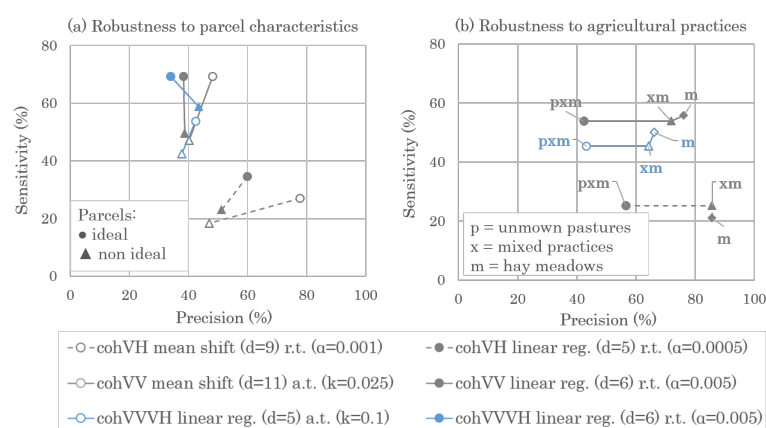 (a) Robustness to parcel characteristics
80
60
40
20
0
Sensitivity (%)
Parcels:
ideal
non ideal
0 20 40 60 80 100
Precision (%)
(b) Robustness to agricultural practices
80
60
40
20
0
Sensitivity (%)
pxm
xm
m
pxm
xm
m
pxm
xm
m
p = unmown pastures
x = mixed practices
m = hay meadows
0 20 40 60 80 100
Precision (%)
cohVH mean shift (d=9) r.t. (α=0.001)
cohVH linear reg. (d=5) r.t. (α=0.0005)
cohVV mean shift (d=11) a.t. (k=0.025)
cohVV linear reg. (d=6) r.t. (α=0.005)
cohVVVH linear reg. (d=5) a.t. (k=0.1)
cohVVVH linear reg. (d=6) r.t. (α=0.005)